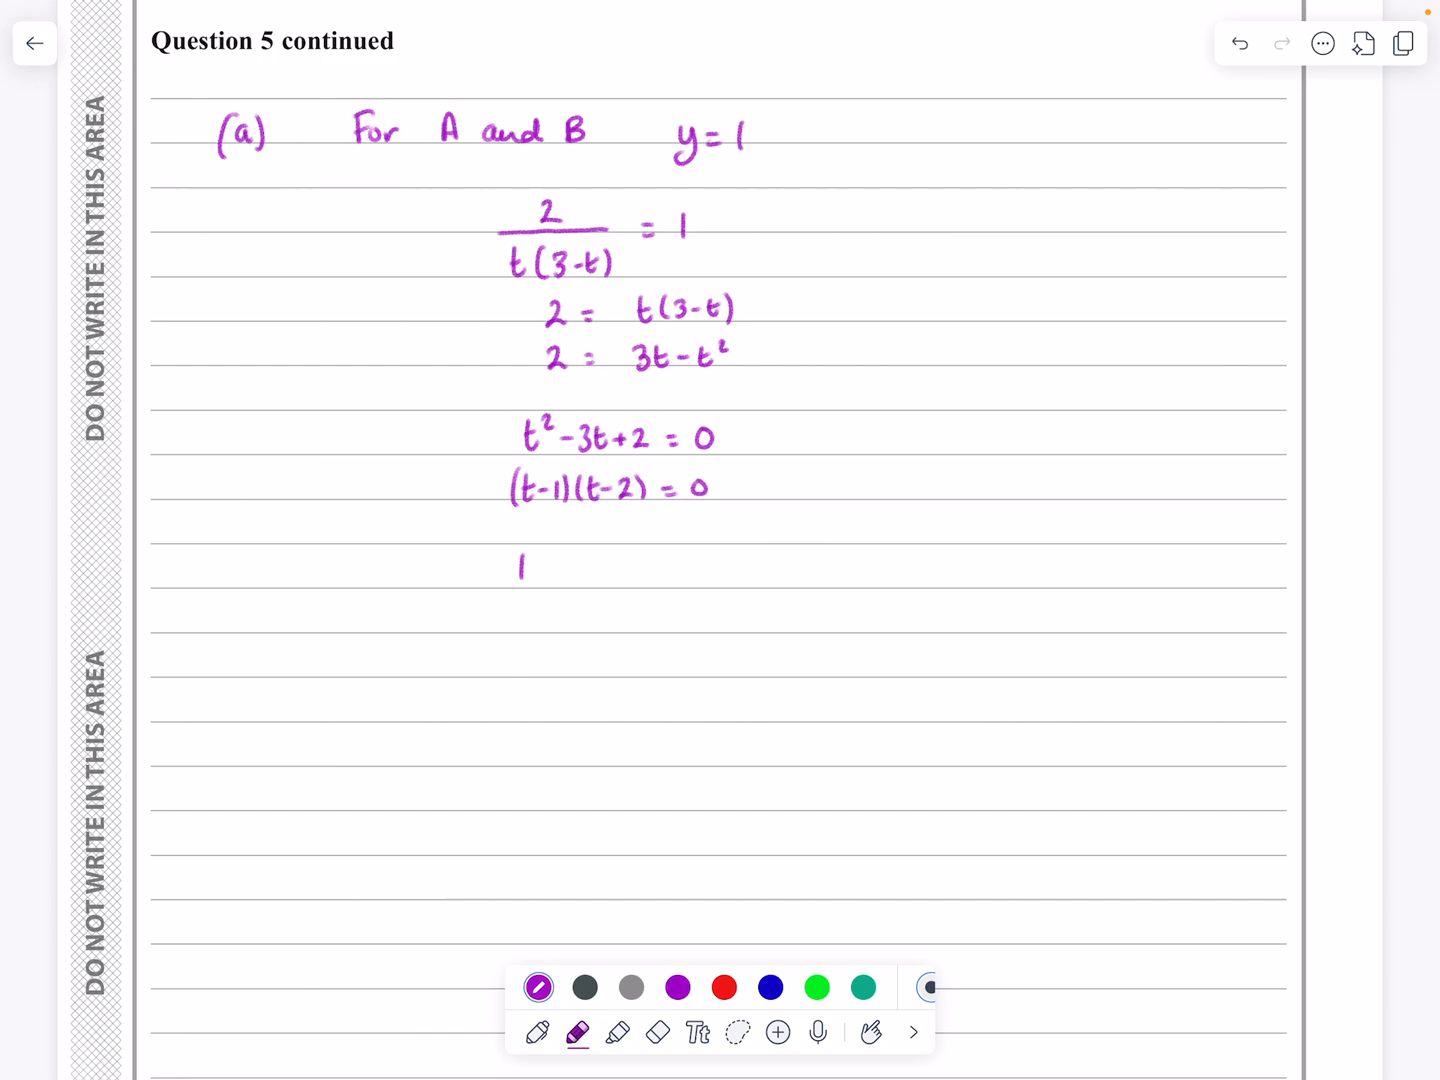 Question 5 continued
DO NOT WRITE IN THIS AREA
DO NOT WRITE IN THIS AREA
(a) For A and B y = 1
2/(t(3-t)) = 1
2 = t(3-t)
2 = 3t - t²
t² - 3t + 2 = 0
(t-1)(t-2) = 0
1
Tt